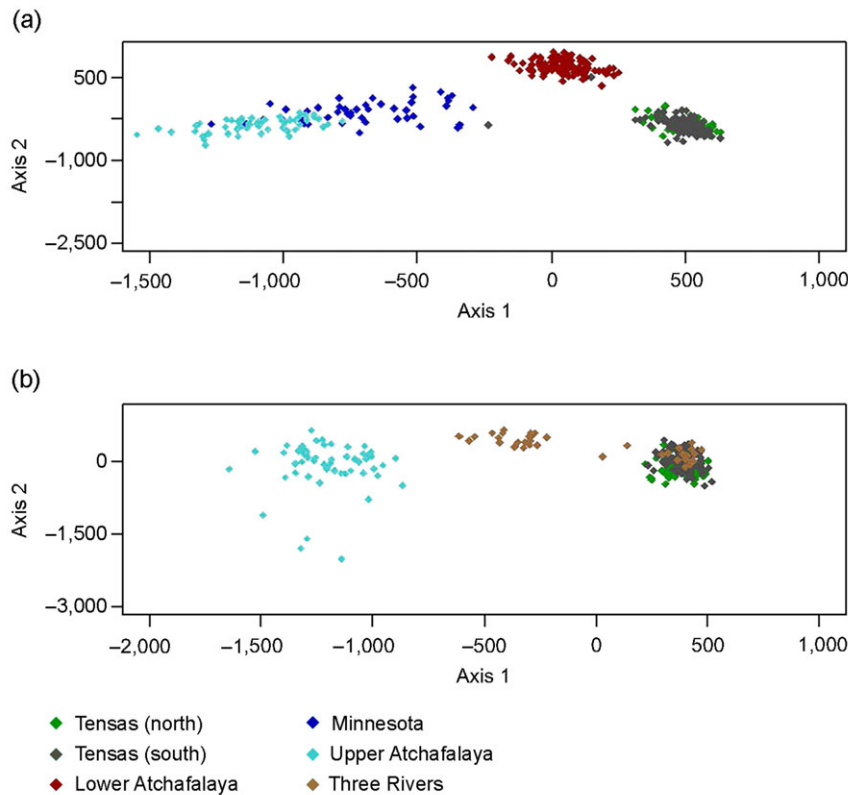 (a)
500
−1,000
−2,500
Axis 2
−1,500
−1,000
−500
0
500
1,000
Axis 1
(b)
0
−1,500
−3,000
Axis 2
−2,000
−1,500
−1,000
−500
0
500
1,000
Axis 1
Tensas (north)
Tensas (south)
Lower Atchafalaya
Minnesota
Upper Atchafalaya
Three Rivers